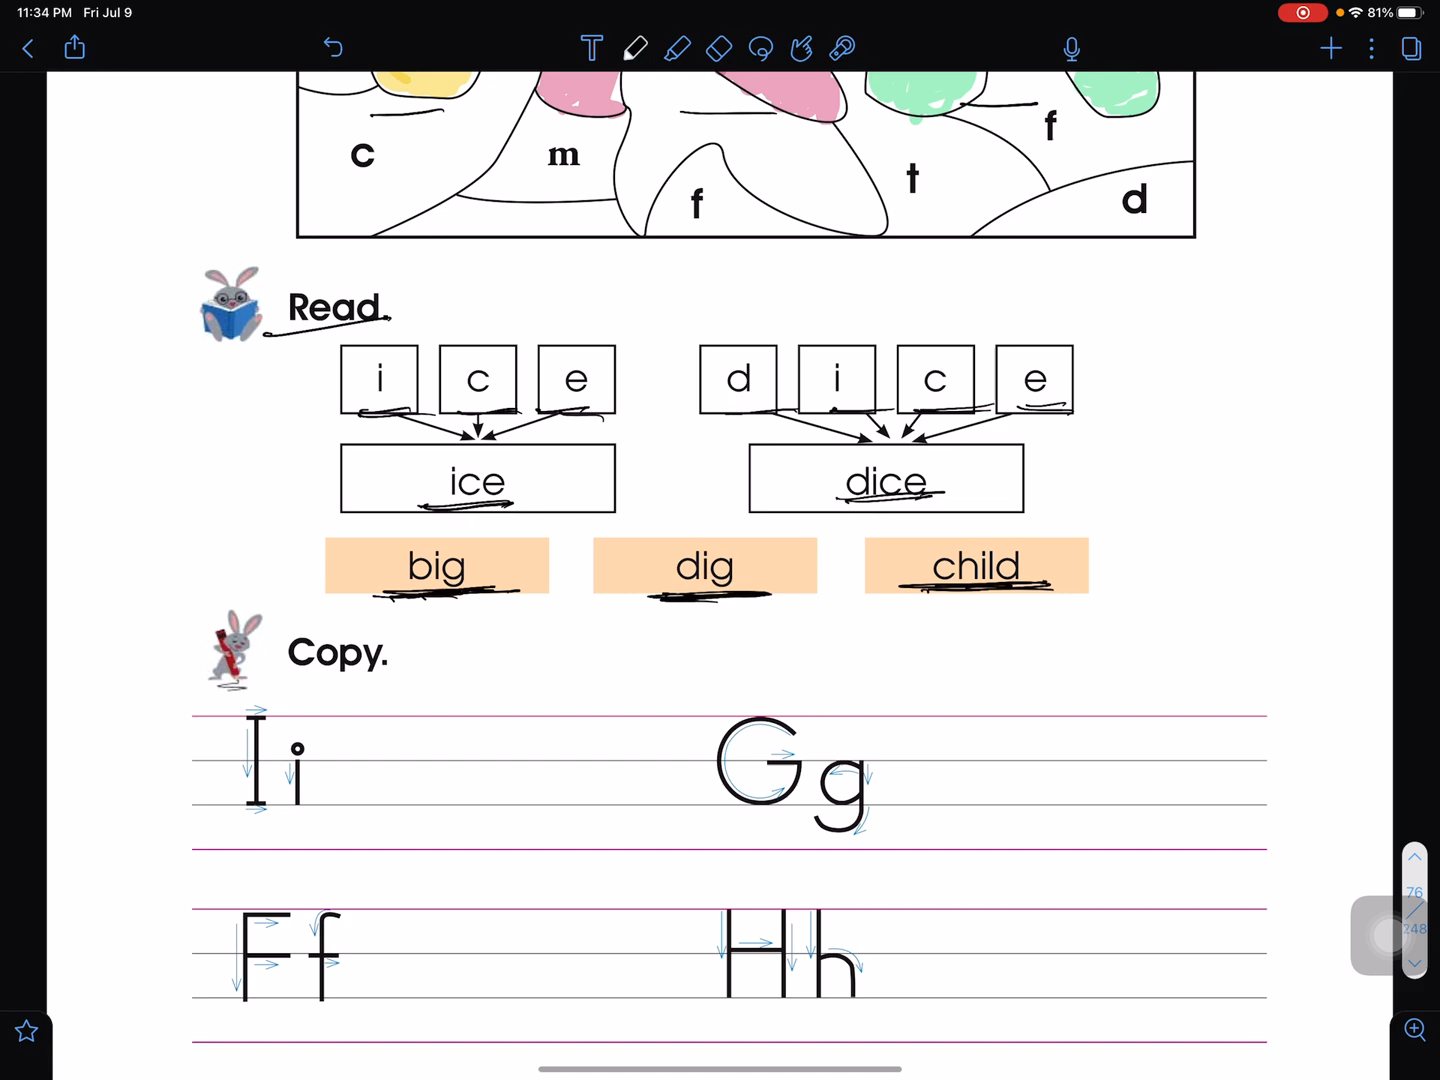 11:34 PM Fri Jul 9 81%
T
c m f t f d
Read.
i c e d i c e
ice dice
big dig child
Copy.
I i G g
F f H h
76
248